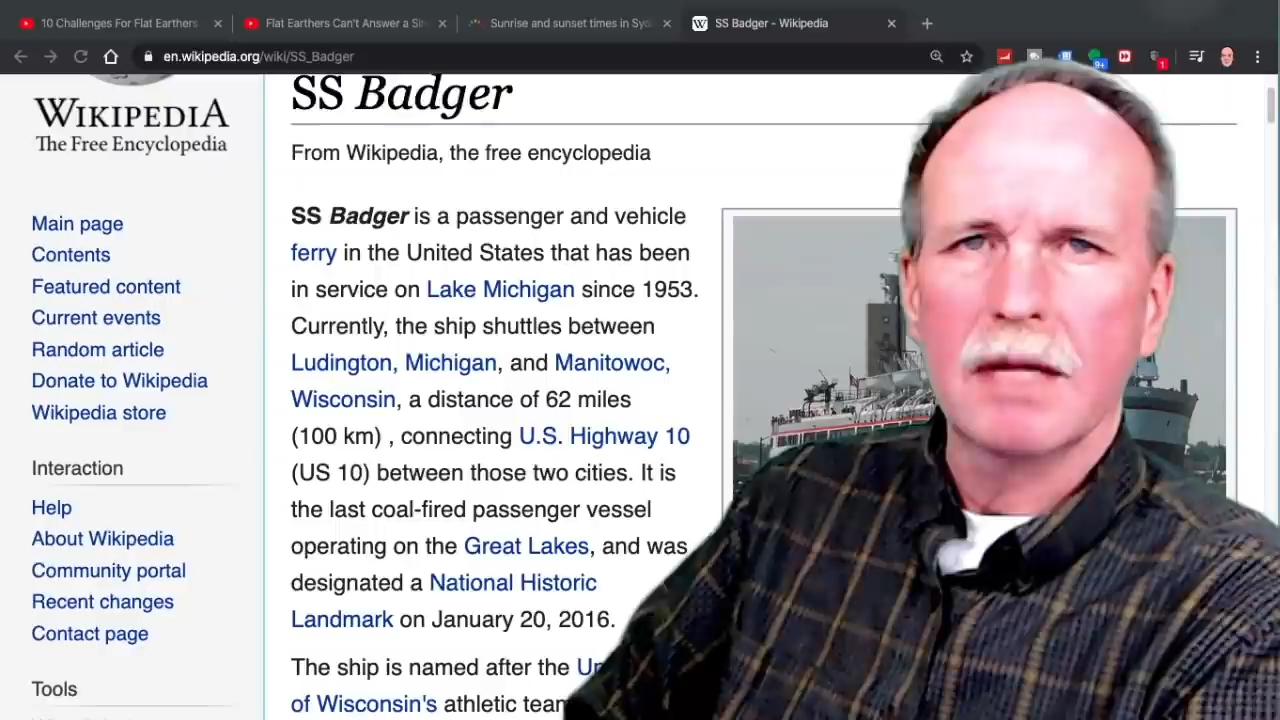 10 Challenges For Flat Earthers
Flat Earthers Can't Answer a Sin
Sunrise and sunset times in Syd
SS Badger - Wikipedia
en.wikipedia.org/wiki/SS_Badger
9+
1
WIKIPEDIA
The Free Encyclopedia
Main page
Contents
Featured content
Current events
Random article
Donate to Wikipedia
Wikipedia store
Interaction
Help
About Wikipedia
Community portal
Recent changes
Contact page
Tools
SS Badger
From Wikipedia, the free encyclopedia
SS Badger is a passenger and vehicle
ferry in the United States that has been
in service on Lake Michigan since 1953.
Currently, the ship shuttles between
Ludington, Michigan, and Manitowoc,
Wisconsin, a distance of 62 miles
(100 km) , connecting U.S. Highway 10
(US 10) between those two cities. It is
the last coal-fired passenger vessel
operating on the Great Lakes, and was
designated a National Historic
Landmark on January 20, 2016.
The ship is named after the
of Wisconsin's athletic team